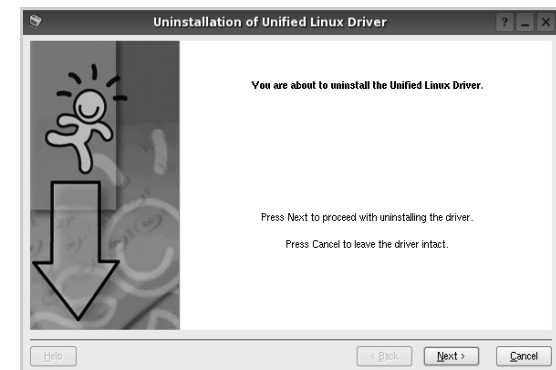 Uninstallation of Unified Linux Driver
You are about to uninstall the Unified Linux Driver.
Press Next to proceed with uninstalling the driver.
Press Cancel to leave the driver intact.
Help
< Back
Next >
Cancel